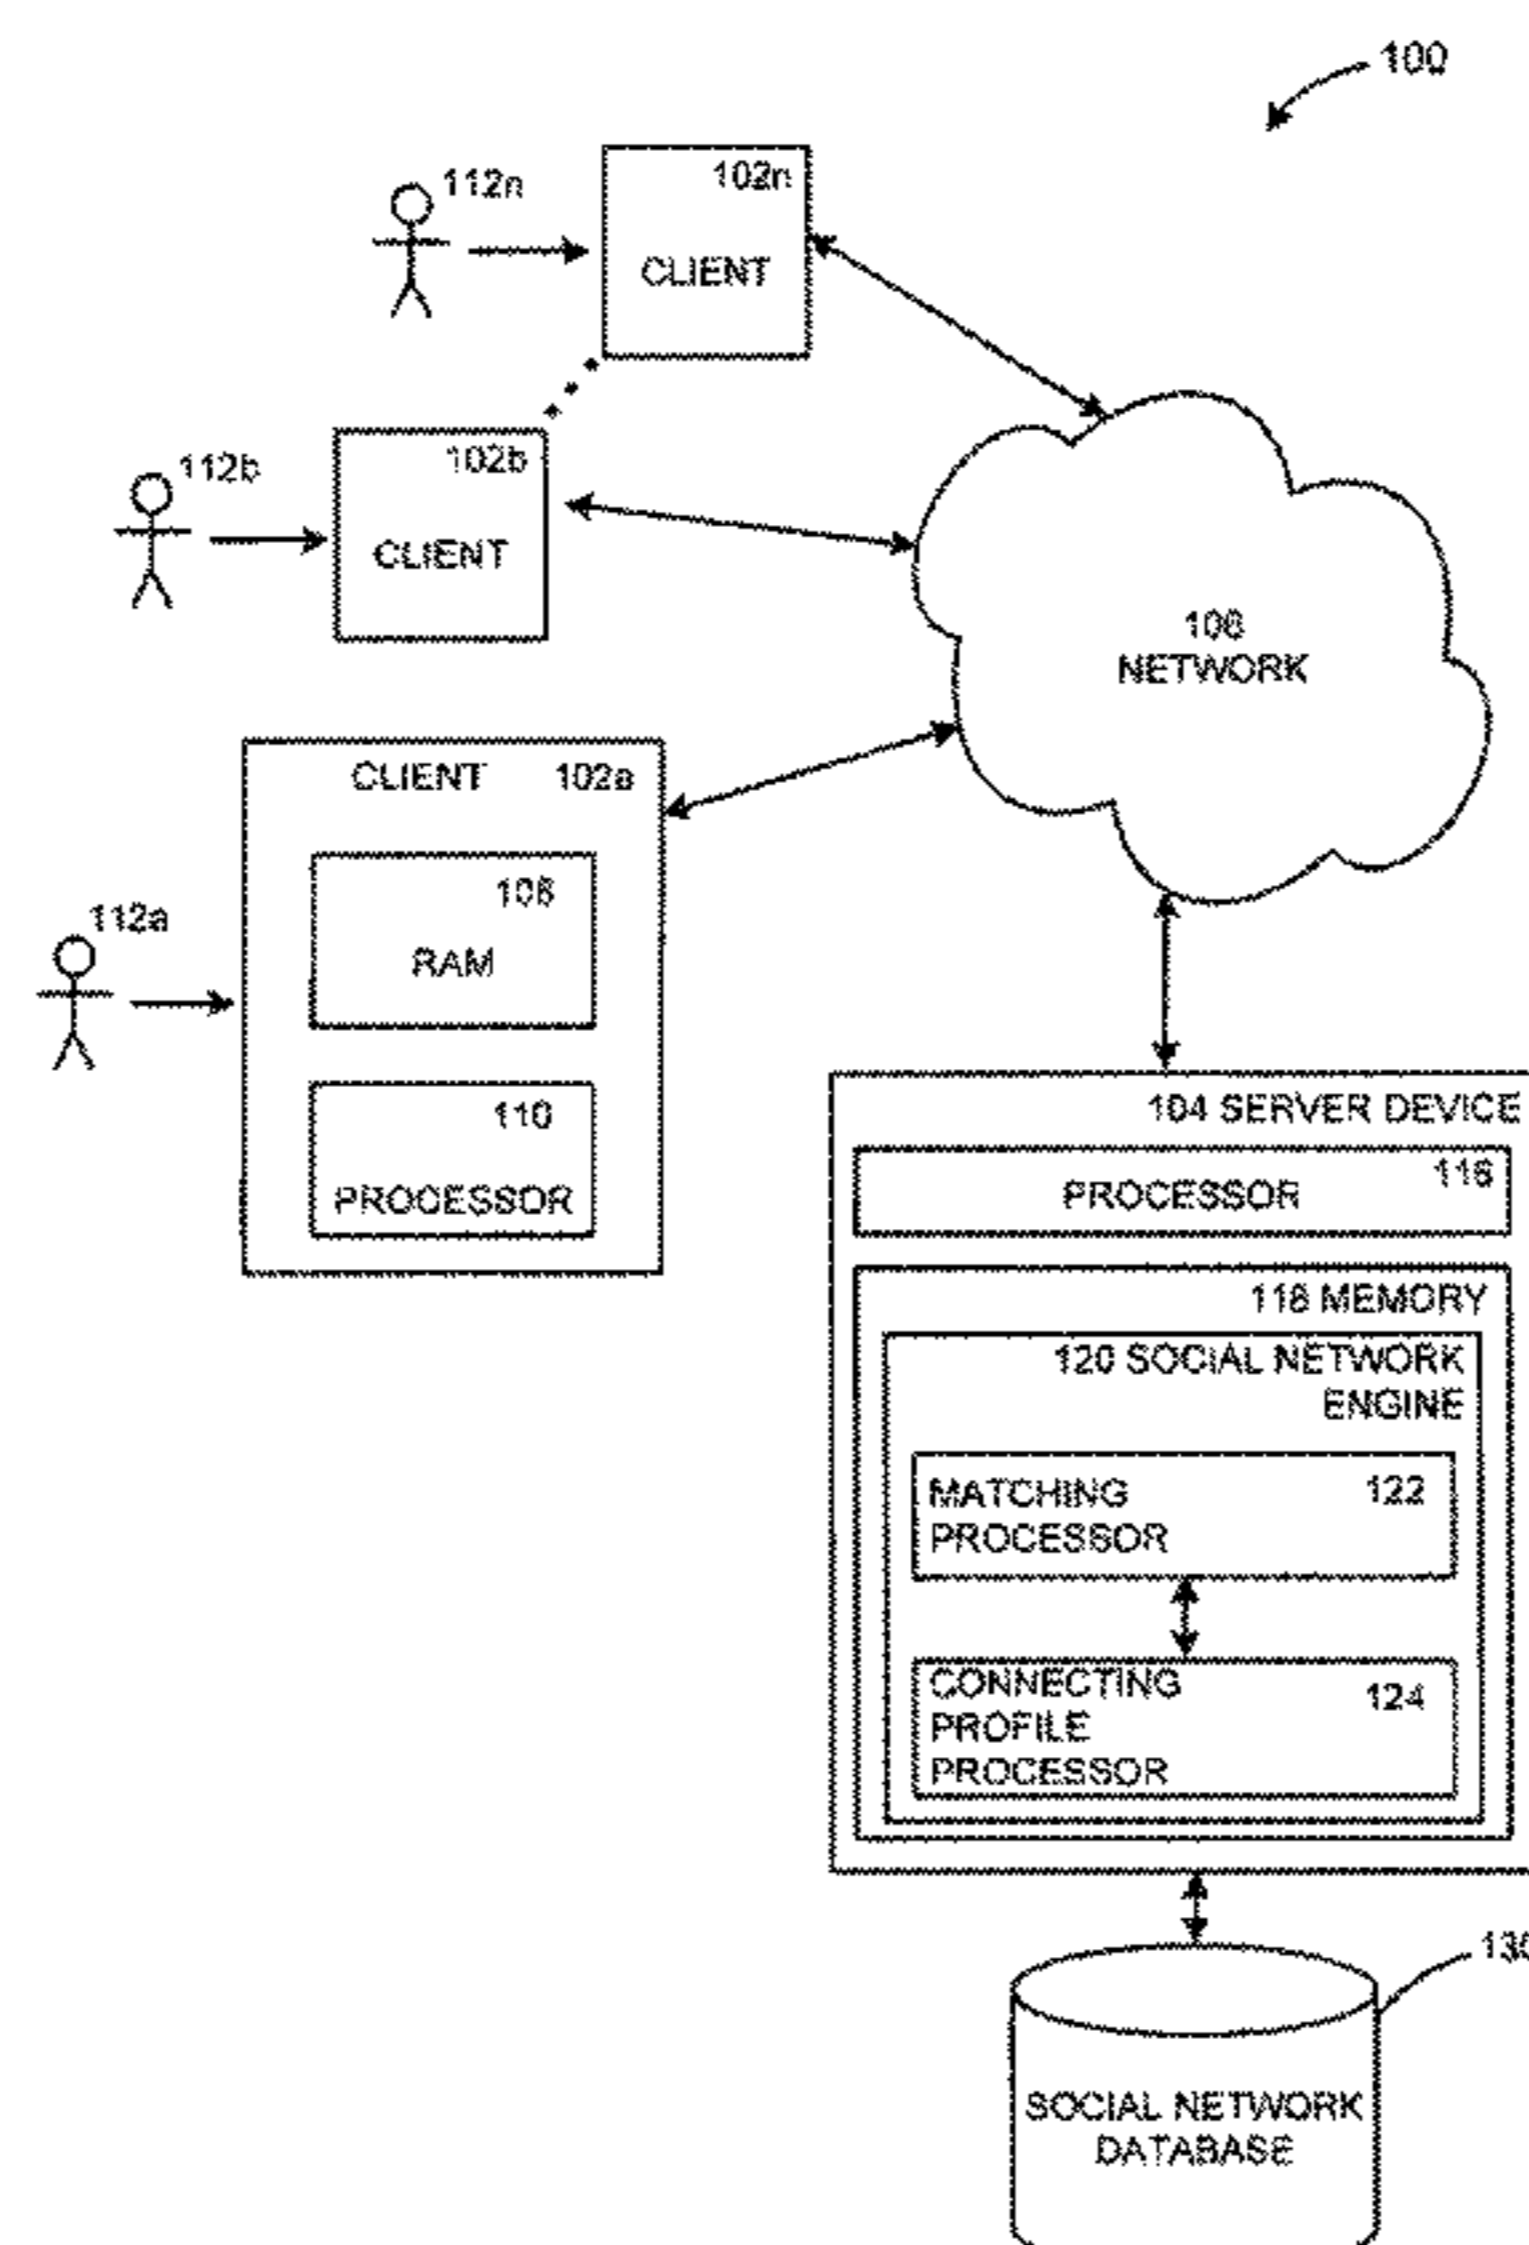 100
112n
102n
CLIENT
112b
102b
CLIENT
106
NETWORK
CLIENT 102a
112a
108
RAM
110
PROCESSOR
104 SERVER DEVICE
116
PROCESSOR
118 MEMORY
120 SOCIAL NETWORK
ENGINE
MATCHING 122
PROCESSOR
CONNECTING
PROFILE 124
PROCESSOR
130
SOCIAL NETWORK
DATABASE